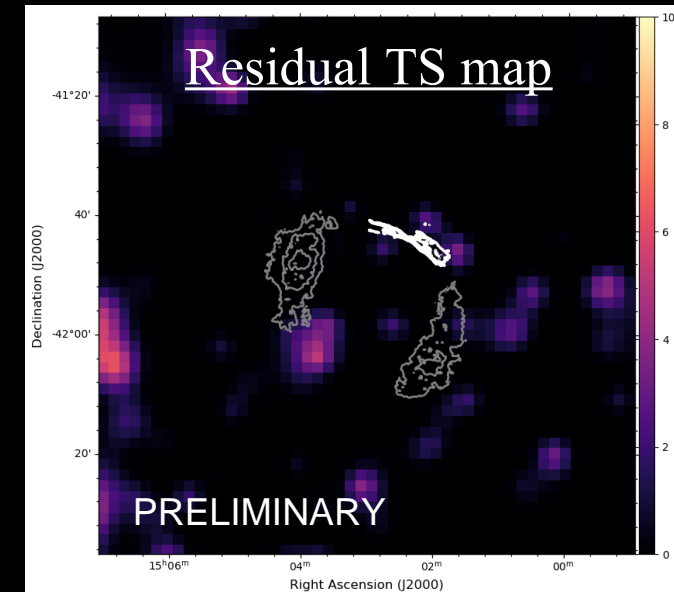 Residual TS map
10
8
6
4
2
0
-41°20'
40'
-42°00'
20'
Declination (J2000)
PRELIMINARY
15ʰ06ᵐ
04ᵐ
02ᵐ
00ᵐ
Right Ascension (J2000)